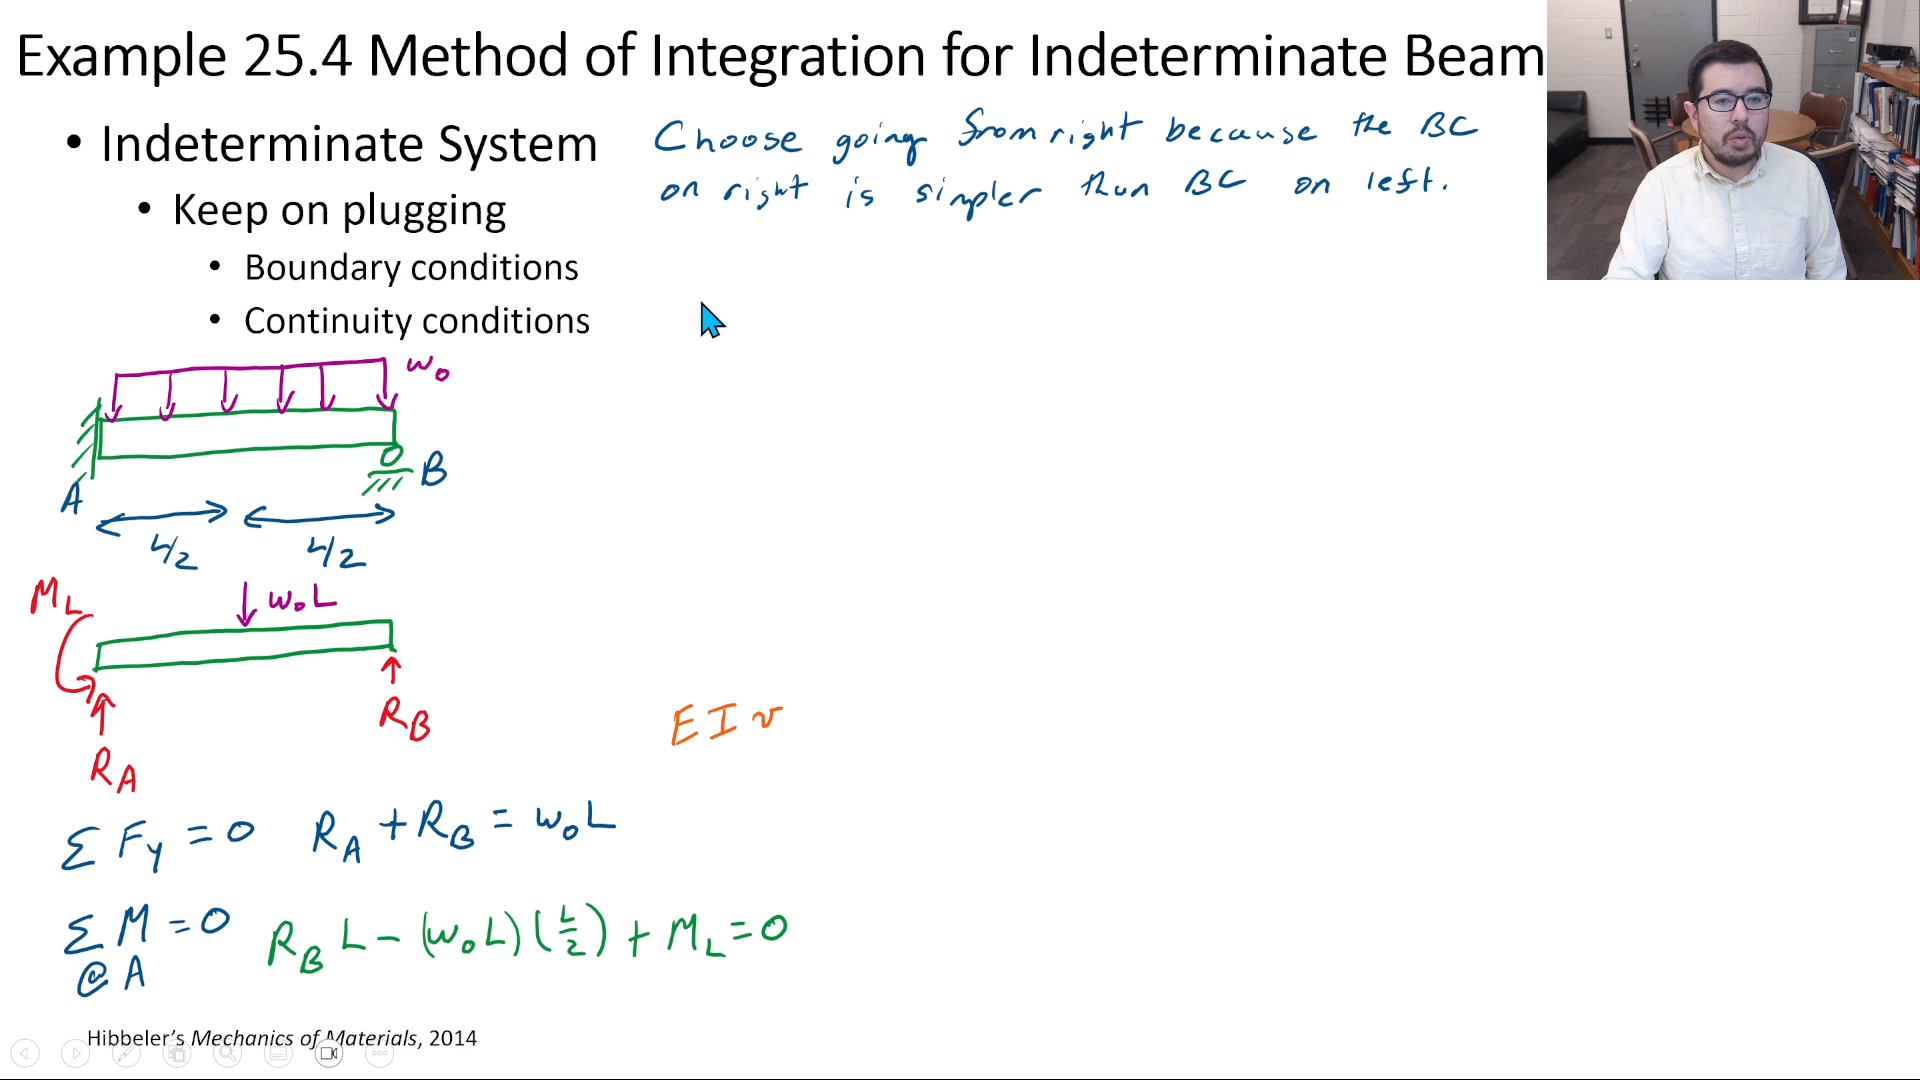 Example 25.4 Method of Integration for Indeterminate Beam
• Indeterminate System
• Keep on plugging
• Boundary conditions
• Continuity conditions
Choose going from right because the BC
on right is simpler than BC on left.
w₀
A
B
L/2
L/2
M_L
w₀L
R_B
R_A
EIv
ΣF_y = 0 R_A + R_B = w₀L
ΣM = 0 R_B L - (w₀L)(L/2) + M_L = 0
@ A
Hibbeler's Mechanics of Materials, 2014